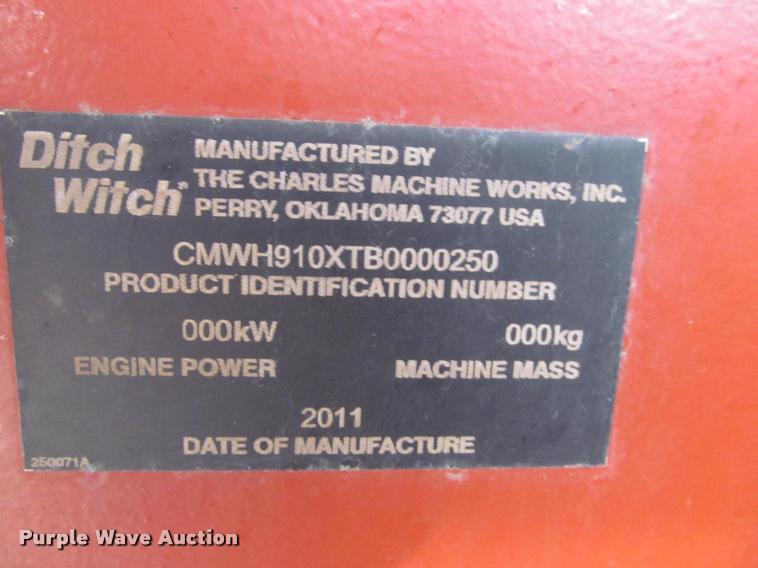 Ditch
Witch®
MANUFACTURED BY
THE CHARLES MACHINE WORKS, INC.
PERRY, OKLAHOMA 73077 USA
CMWH910XTB0000250
PRODUCT IDENTIFICATION NUMBER
000kW 000kg
ENGINE POWER MACHINE MASS
2011
DATE OF MANUFACTURE
250071A
Purple Wave Auction